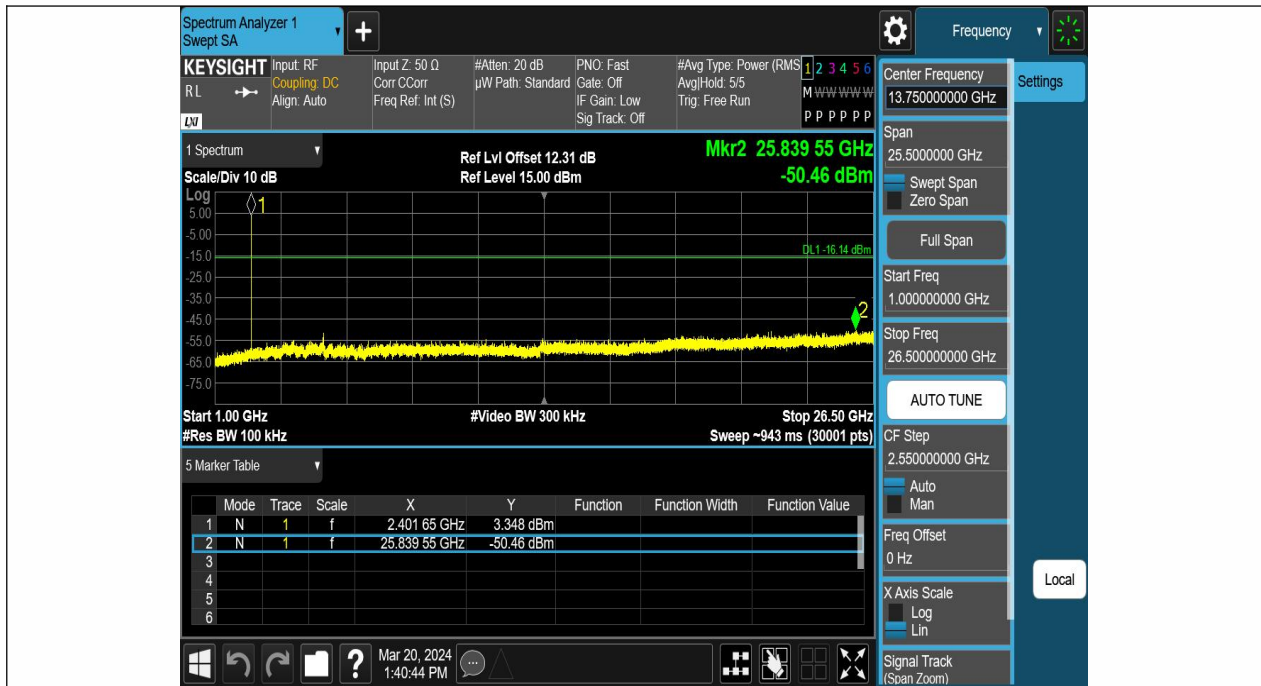 Spectrum Analyzer 1
Swept SA
+
Frequency
KEYSIGHT
RL
LXI
Input: RF
Coupling: DC
Align: Auto
Input Z: 50 Ω
Corr CCorr
Freq Ref: Int (S)
#Atten: 20 dB
µW Path: Standard
PNO: Fast
Gate: Off
IF Gain: Low
Sig Track: Off
#Avg Type: Power (RMS
Avg|Hold: 5/5
Trig: Free Run
1 2 3 4 5 6
M W W W W W
P P P P P P
1 Spectrum
Scale/Div 10 dB
Ref Lvl Offset 12.31 dB
Ref Level 15.00 dBm
Mkr2 25.839 55 GHz
-50.46 dBm
Log
1
5.00
-5.00
DL1 -16.14 dBm
-15.0
-25.0
-35.0
2
-45.0
-55.0
-65.0
-75.0
Start 1.00 GHz
#Video BW 300 kHz
Stop 26.50 GHz
#Res BW 100 kHz
Sweep ~943 ms (30001 pts)
5 Marker Table
Mode Trace Scale X Y Function Function Width Function Value
1 N 1 f 2.401 65 GHz 3.348 dBm
2 N 1 f 25.839 55 GHz -50.46 dBm
3
4
5
6
?
Mar 20, 2024
1:40:44 PM
Center Frequency
13.750000000 GHz
Settings
Span
25.5000000 GHz
Swept Span
Zero Span
Full Span
Start Freq
1.000000000 GHz
Stop Freq
26.500000000 GHz
AUTO TUNE
CF Step
2.550000000 GHz
Auto
Man
Freq Offset
0 Hz
Local
X Axis Scale
Log
Lin
Signal Track
(Span Zoom)